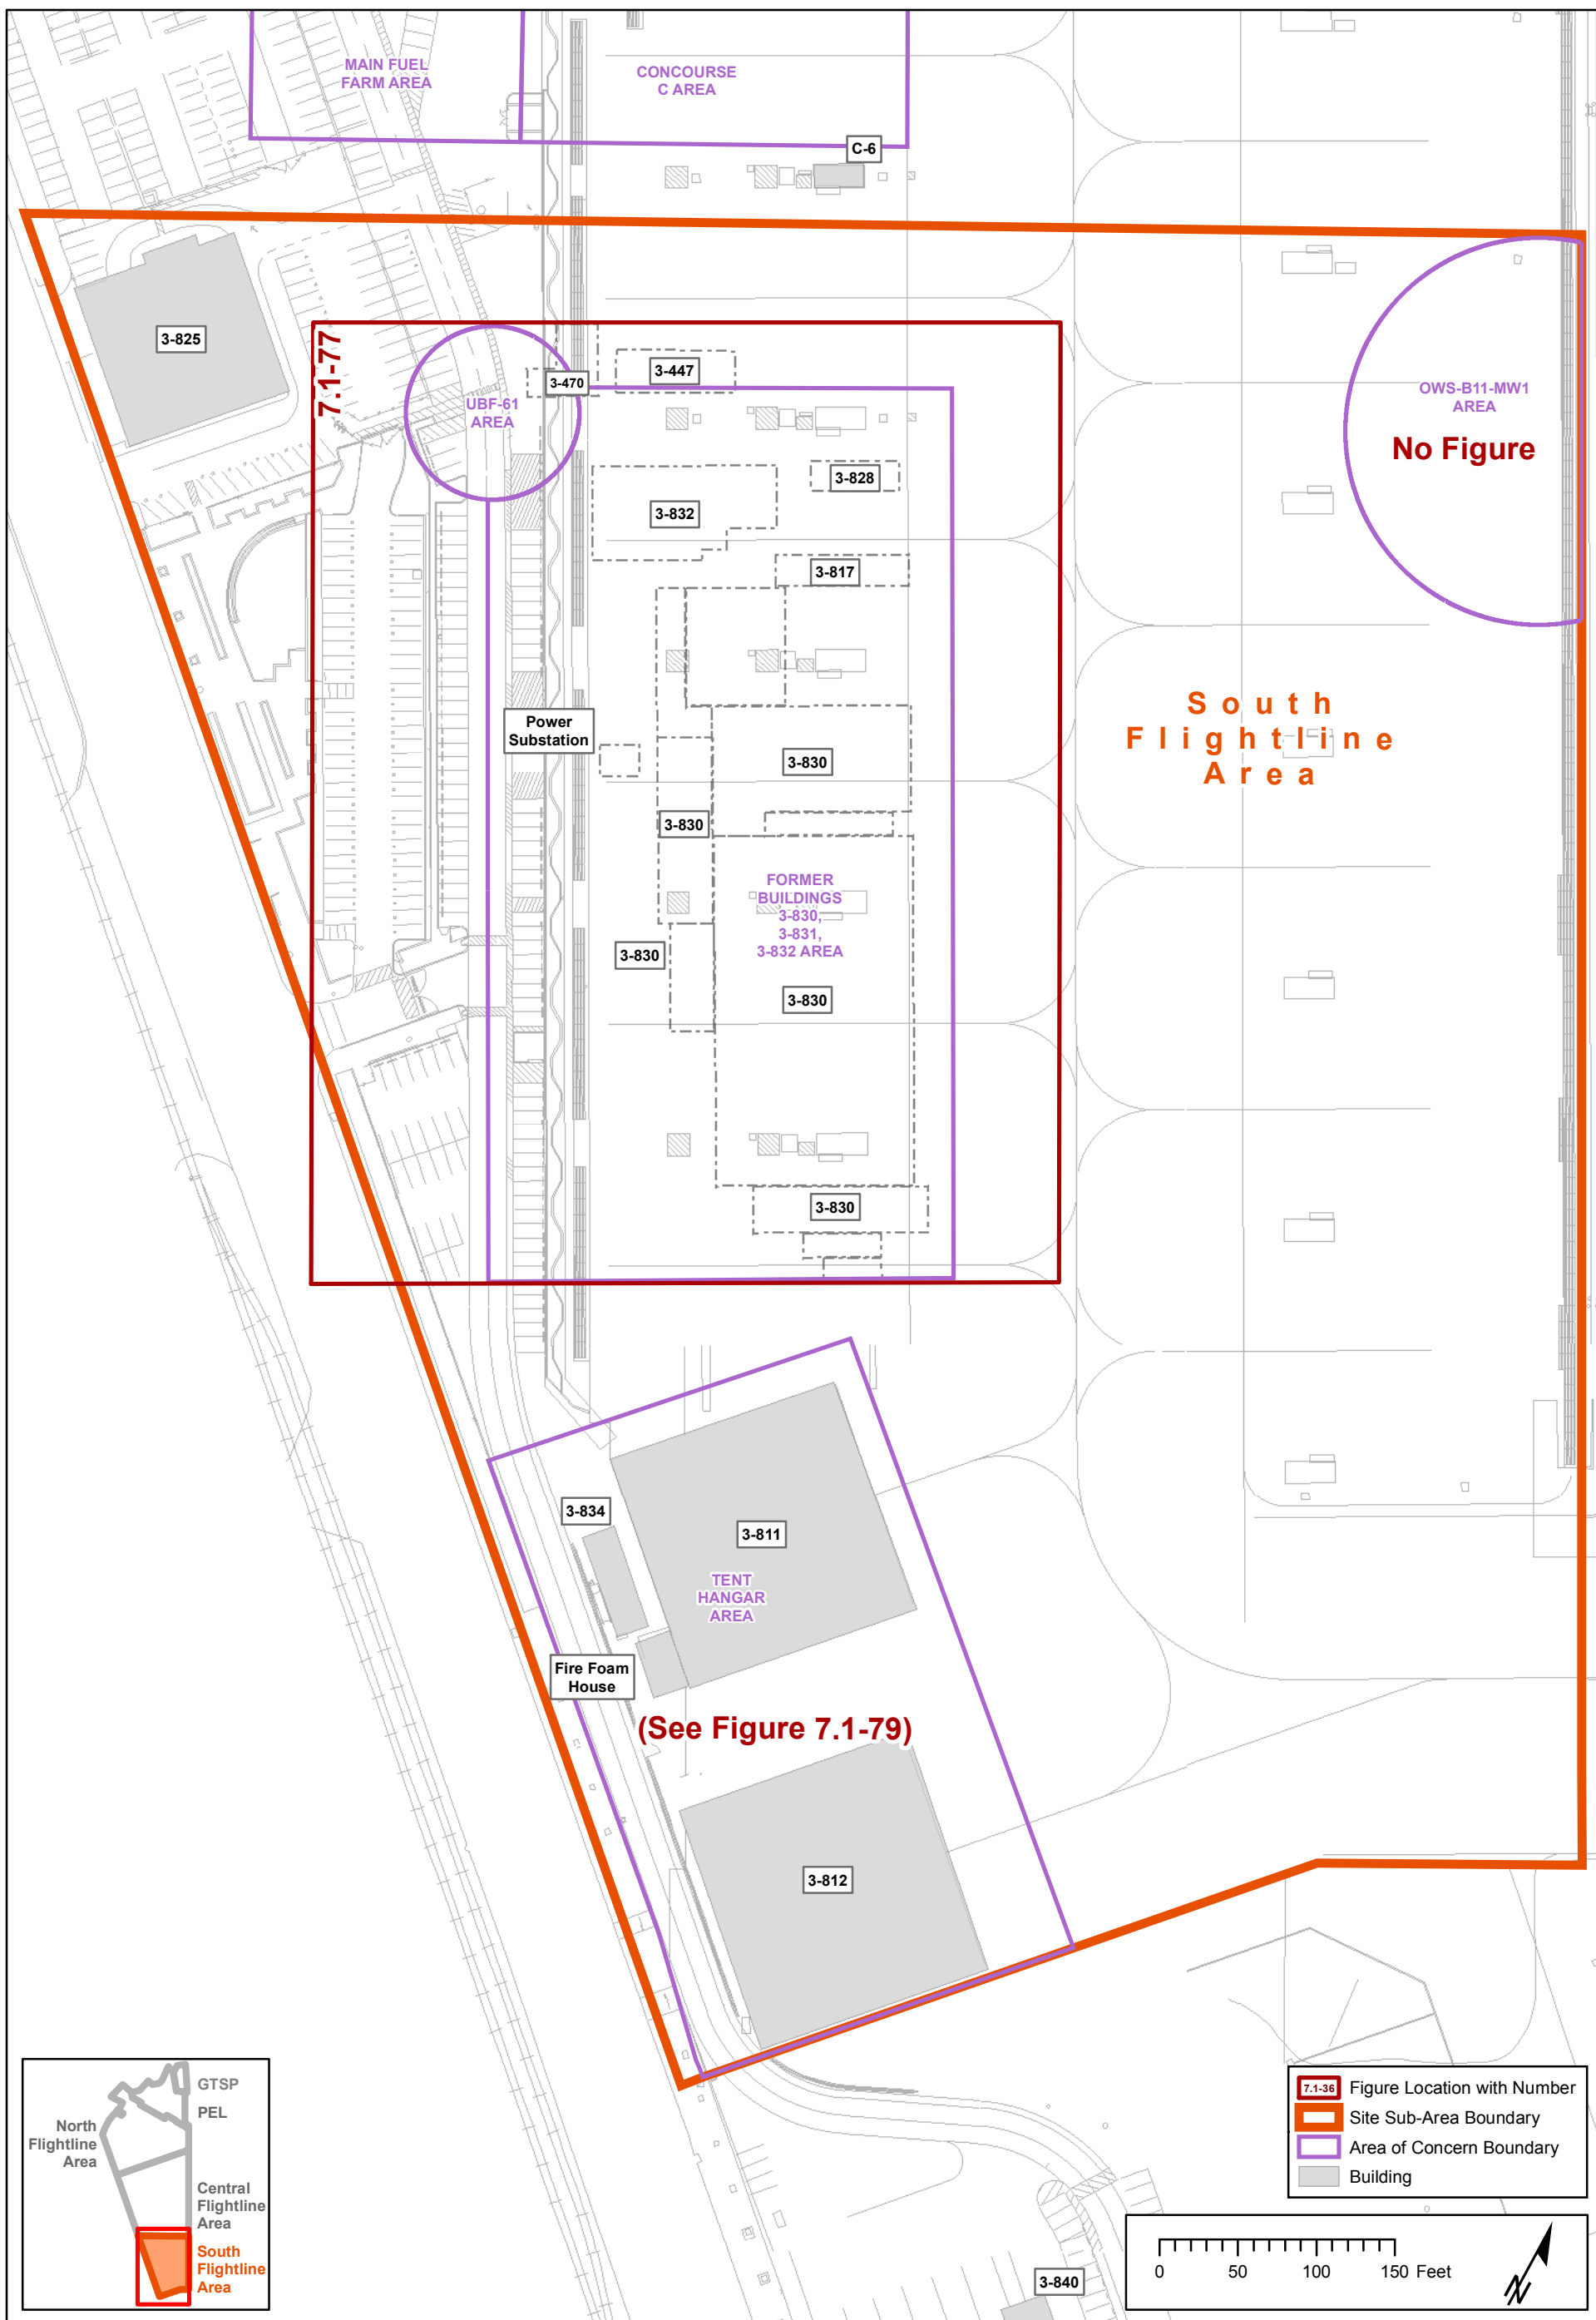 MAIN FUEL
FARM AREA
CONCOURSE
C AREA
C-6
3-825
7.1-77
3-470
3-447
UBF-61
AREA
OWS-B11-MW1
AREA
No Figure
3-828
3-832
3-817
South
Flightline
Area
Power
Substation
3-830
3-830
FORMER
BUILDINGS
3-830,
3-831,
3-832 AREA
3-830
3-830
3-830
3-834
3-811
TENT
HANGAR
AREA
Fire Foam
House
(See Figure 7.1-79)
3-812
GTSP
PEL
North
Flightline
Area
Central
Flightline
Area
South
Flightline
Area
7.1-36 Figure Location with Number
Site Sub-Area Boundary
Area of Concern Boundary
Building
0 50 100 150 Feet
N
3-840